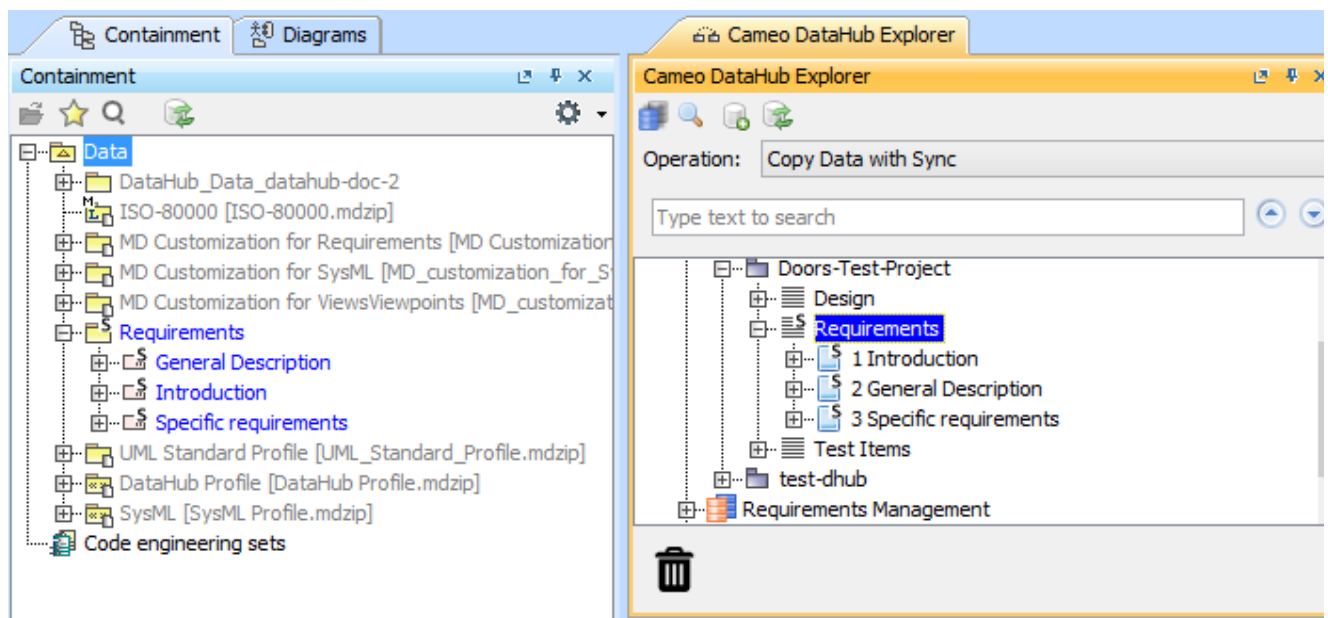 Containment
Diagrams
Containment
Data
DataHub_Data_datahub-doc-2
ISO-80000 [ISO-80000.mdzip]
MD Customization for Requirements [MD Customization
MD Customization for SysML [MD_customization_for_S
MD Customization for ViewsViewpoints [MD_customizat
Requirements
General Description
Introduction
Specific requirements
UML Standard Profile [UML_Standard_Profile.mdzip]
DataHub Profile [DataHub Profile.mdzip]
SysML [SysML Profile.mdzip]
Code engineering sets
Cameo DataHub Explorer
Cameo DataHub Explorer
Operation: Copy Data with Sync
Type text to search
Doors-Test-Project
Design
Requirements
1 Introduction
2 General Description
3 Specific requirements
Test Items
test-dhub
Requirements Management